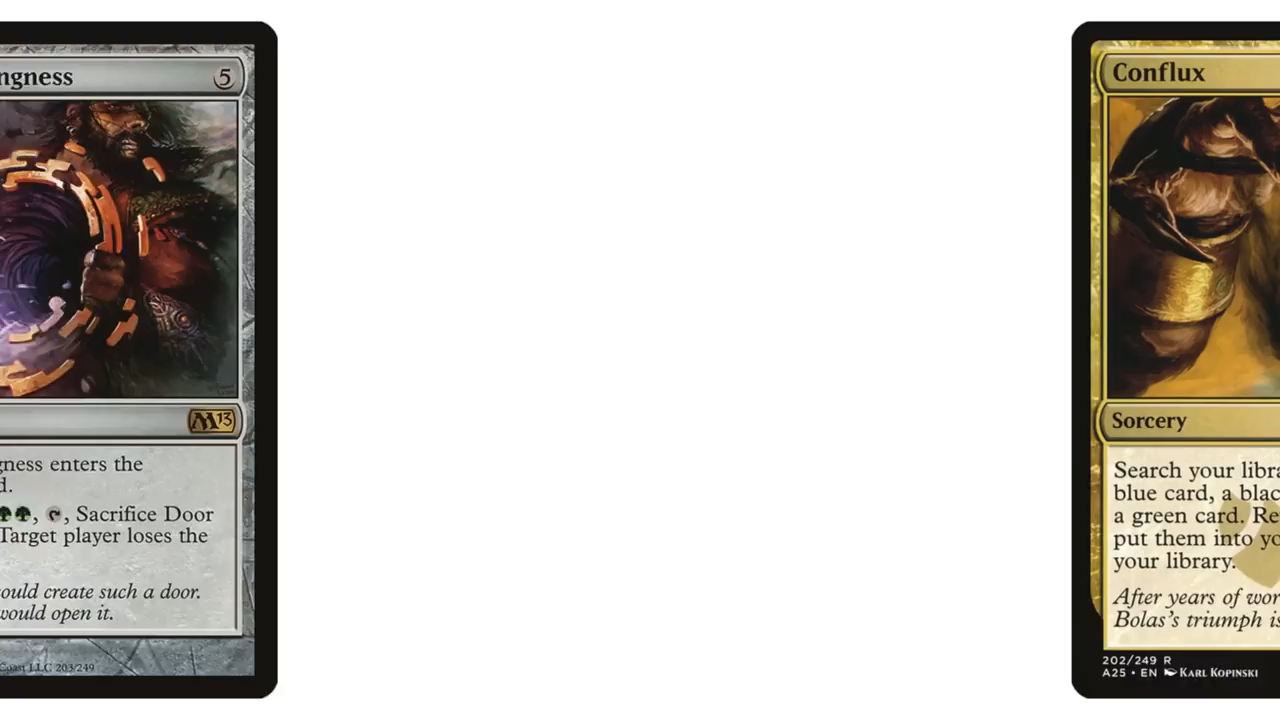 ngness
5
M13
gness enters the
d.
, Sacrifice Door
Target player loses the
ould create such a door.
would open it.
Coast LLC 203/249
Conflux
Sorcery
Search your libra
blue card, a blac
a green card. Re
put them into yo
your library.
After years of wor
Bolas's triumph is
202/249 R
A25 • EN KARL KOPINSKI